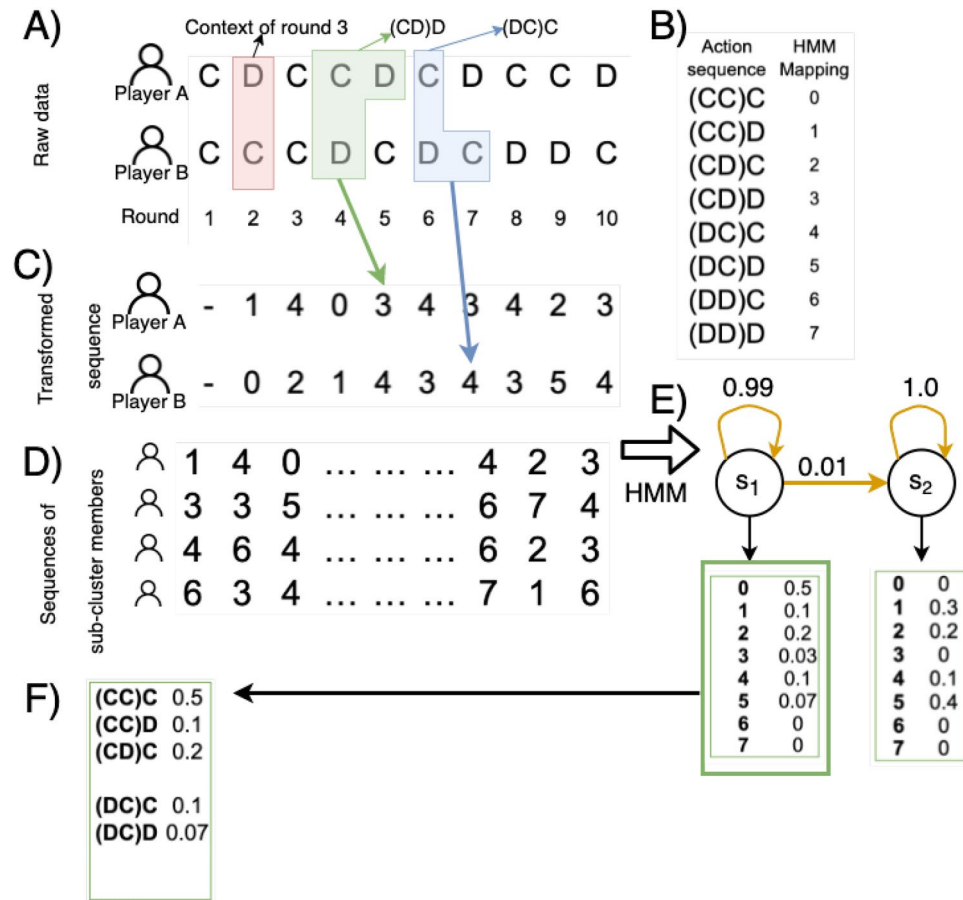 A)
Context of round 3
(CD)D
(DC)C
Raw data
Player A
C D C C D C D C C D
Player B
C C C D C D C D D C
Round 1 2 3 4 5 6 7 8 9 10
B)
Action sequence HMM Mapping
(CC)C 0
(CC)D 1
(CD)C 2
(CD)D 3
(DC)C 4
(DC)D 5
(DD)C 6
(DD)D 7
C)
Transformed sequence
Player A
- 1 4 0 3 4 3 4 2 3
Player B
- 0 2 1 4 3 4 3 5 4
D)
Sequences of sub-cluster members
1 4 0 ... ... ... 4 2 3
3 3 5 ... ... ... 6 7 4
4 6 4 ... ... ... 6 2 3
6 3 4 ... ... ... 7 1 6
HMM
E)
0.99
1.0
s1
0.01
s2
0 0.5
1 0.1
2 0.2
3 0.03
4 0.1
5 0.07
6 0
7 0
0 0
1 0.3
2 0.2
3 0
4 0.1
5 0.4
6 0
7 0
F)
(CC)C 0.5
(CC)D 0.1
(CD)C 0.2
(DC)C 0.1
(DC)D 0.07